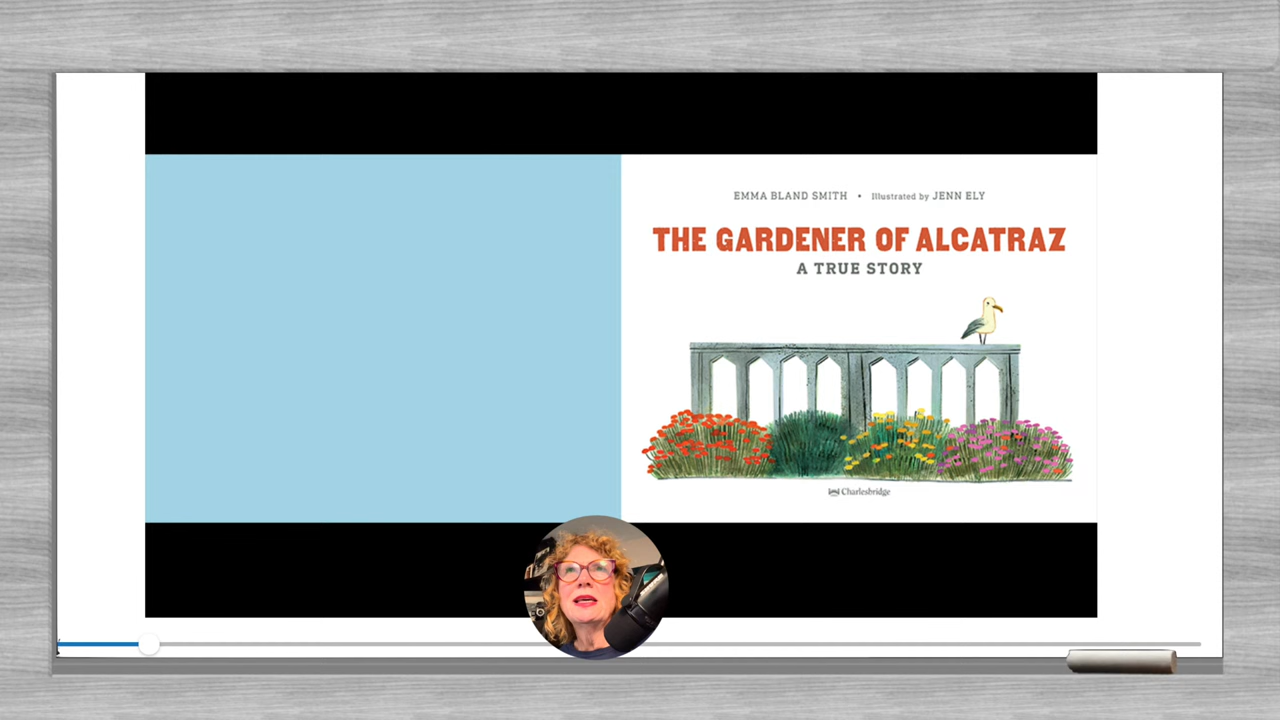 EMMA BLAND SMITH • Illustrated by JENN ELY
THE GARDENER OF ALCATRAZ
A TRUE STORY
Charlesbridge